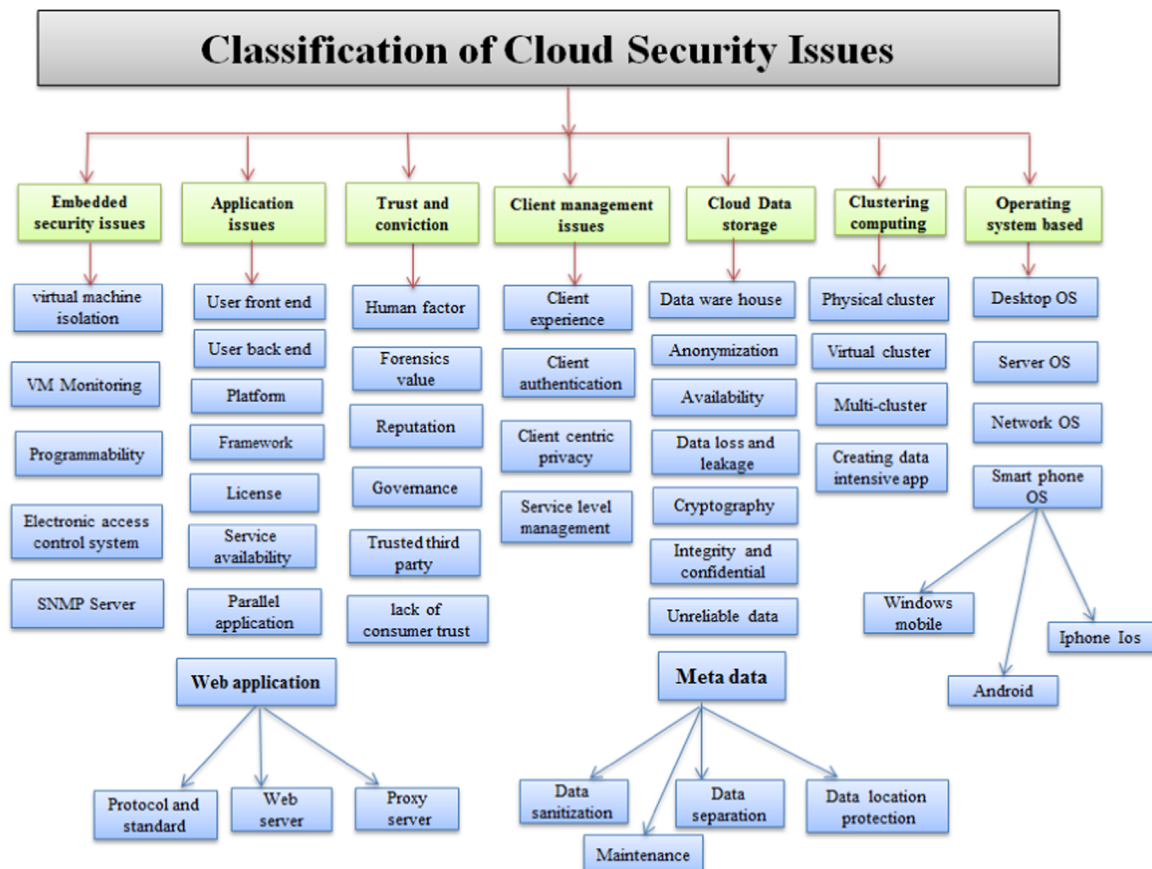 Classification of Cloud Security Issues
Embedded
security issues
Application
issues
Trust and
conviction
Client management
issues
Cloud Data
storage
Clustering
computing
Operating
system based
virtual machine
isolation
VM Monitoring
Programmability
Electronic access
control system
SNMP Server
User front end
User back end
Platform
Framework
License
Service
availability
Parallel
application
Web application
Protocol and
standard
Web
server
Proxy
server
Human factor
Forensics
value
Reputation
Governance
Trusted third
party
lack of
consumer trust
Client
experience
Client
authentication
Client centric
privacy
Service level
management
Data ware house
Anonymization
Availability
Data loss and
leakage
Cryptography
Integrity and
confidential
Unreliable data
Meta data
Data
sanitization
Maintenance
Data
separation
Data location
protection
Physical cluster
Virtual cluster
Multi-cluster
Creating data
intensive app
Desktop OS
Server OS
Network OS
Smart phone
OS
Windows
mobile
Android
Iphone Ios